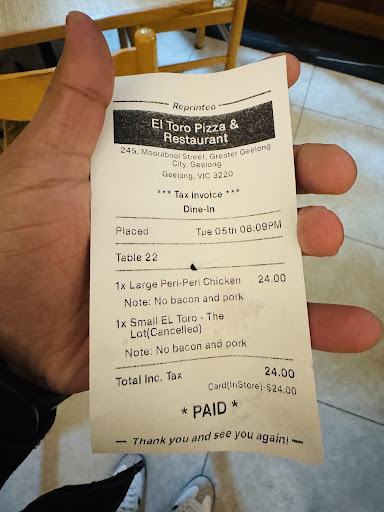 Reprinted
El Toro Pizza &
Restaurant
245, Moorabool Street, Greater Geelong
City, Geelong
Geelong, VIC 3220
*** Tax Invoice ***
Dine-In
Placed Tue 05th 08:09PM
Table 22
1x Large Peri-Peri Chicken 24.00
Note: No bacon and pork
1x Small EL Toro - The
Lot(Cancelled)
Note: No bacon and pork
Total Inc. Tax 24.00
Card(InStore)-$24.00
* PAID *
Thank you and see you again!